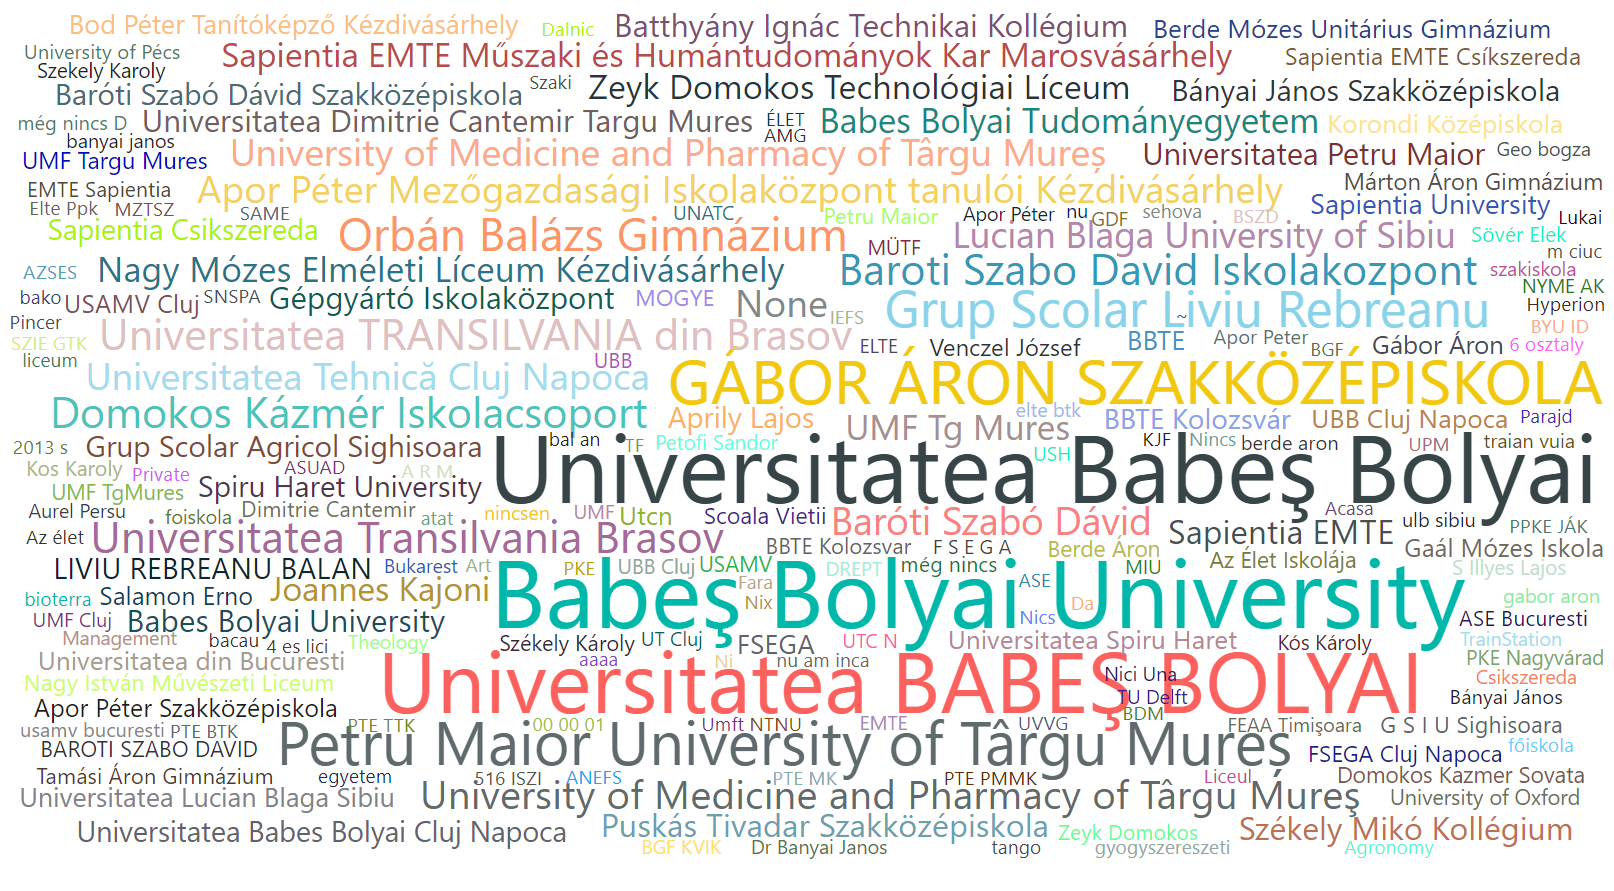 Bod Péter Tanítóképző Kézdivásárhely
Dalnic
Batthyány Ignác Technikai Kollégium
Berde Mózes Unitárius Gimnázium
University of Pécs
Sapientia EMTE Műszaki és Humántudományok Kar Marosvásárhely
Sapientia EMTE Csíkszereda
Szekely Karoly
Baróti Szabó Dávid Szakközépiskola
Szaki
Zeyk Domokos Technológiai Líceum
Bányai János Szakközépiskola
még nincs D
Universitatea Dimitrie Cantemir Targu Mures
ÉLET
Babes Bolyai Tudományegyetem
Korondi Középiskola
banyai janos
AMG
UMF Targu Mures
University of Medicine and Pharmacy of Târgu Mureș
Universitatea Petru Maior
Geo bogza
EMTE Sapientia
Apor Péter Mezőgazdasági Iskolaközpont tanulói Kézdivásárhely
Márton Áron Gimnázium
Elte Ppk
MZTSZ
SAME
UNATC
Petru Maior
Apor Péter
nu
GDF
sehova
BSZD
Sapientia University
Lukai
Sapientia Csikszereda
Orbán Balázs Gimnázium
MÜTF
Lucian Blaga University of Sibiu
Sövér Elek
m ciuc
AZSES
Nagy Mózes Elméleti Líceum Kézdivásárhely
Baroti Szabo David Iskolakozpont
szakiskola
NYME AK
bako
USAMV Cluj
SNSPA
Gépgyártó Iskolaközpont
MOGYE
None
IEFS
Grup Scolar Liviu Rebreanu
~
Hyperion
Pincer
Universitatea TRANSILVANIA din Brasov
BYU ID
SZIE GTK
ELTE
Venczel József
BBTE
Apor Peter
BGF
Gábor Áron
6 osztaly
liceum
UBB
Universitatea Tehnică Cluj Napoca
GÁBOR ÁRON SZAKKÖZÉPISKOLA
Domokos Kázmér Iskolacsoport
Aprily Lajos
UMF Tg Mures
elte btk
BBTE Kolozsvár
UBB Cluj Napoca
Parajd
2013 s
Grup Scolar Agricol Sighisoara
bal an
TF
Petofi Sandor
USH
KJF
Nincs
berde aron
UPM
traian vuia
Universitatea Babeş Bolyai
Kos Karoly
Private
ASUAD
A R M
UMF TgMures
Spiru Haret University
Aurel Persu
foiskola
Dimitrie Cantemir
atat
nincsen
UMF
Utcn
Scoala Vietii
Baróti Szabó Dávid
Acasa
ulb sibiu
PPKE JÁK
Az élet
Universitatea Transilvania Brasov
BBTE Kolozsvar
F S E G A
Berde Áron
Sapientia EMTE
Gaál Mózes Iskola
LIVIU REBREANU BALAN
Bukarest
Art
PKE
UBB Cluj
USAMV
DREPT
még nincs
MIU
Az Élet Iskolája
S Illyes Lajos
bioterra
Salamon Erno
Joannes Kajoni
Babeş Bolyai University
Fara
Nix
ASE
Da
Nics
gabor aron
UMF Cluj
Babes Bolyai University
ASE Bucuresti
Management
bacau
4 es lici
Theology
Székely Károly
UT Cluj
FSEGA
UTC N
Universitatea Spiru Haret
Kós Károly
TrainStation
Universitatea din Bucuresti
aaaa
Ni
nu am inca
PKE Nagyvárad
Nagy István Művészeti Liceum
Universitatea BABEŞ BOLYAI
Nici Una
Csikszereda
TU Delft
Bányai János
Apor Péter Szakközépiskola
BDM
usamv bucuresti
PTE BTK
PTE TTK
00 00 01
Umft
NTNU
EMTE
UVVG
FEAA Timişoara
G S I U Sighisoara
BAROTI SZABO DAVID
Petru Maior University of Târgu Mureș
FSEGA Cluj Napoca
főiskola
Tamási Áron Gimnázium
egyetem
516 ISZI
ANEFS
PTE MK
PTE PMMK
Liceul
Domokos Kazmer Sovata
Universitatea Lucian Blaga Sibiu
University of Medicine and Pharmacy of Târgu Mureş
University of Oxford
Universitatea Babes Bolyai Cluj Napoca
Puskás Tivadar Szakközépiskola
Zeyk Domokos
Székely Mikó Kollégium
BGF KVIK
Dr Banyai Janos
tango
gyogyszereszeti
Agronomy